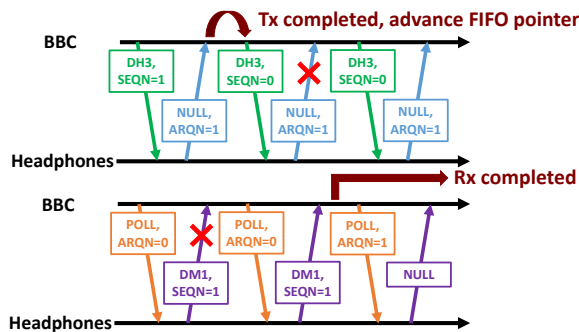 Tx completed, advance FIFO pointer
BBC
DH3,
SEQN=1
DH3,
SEQN=0
DH3,
SEQN=0
NULL,
ARQN=1
NULL,
ARQN=1
NULL,
ARQN=1
Headphones
Rx completed
BBC
POLL,
ARQN=0
POLL,
ARQN=0
POLL,
ARQN=1
DM1,
SEQN=1
DM1,
SEQN=1
NULL
Headphones